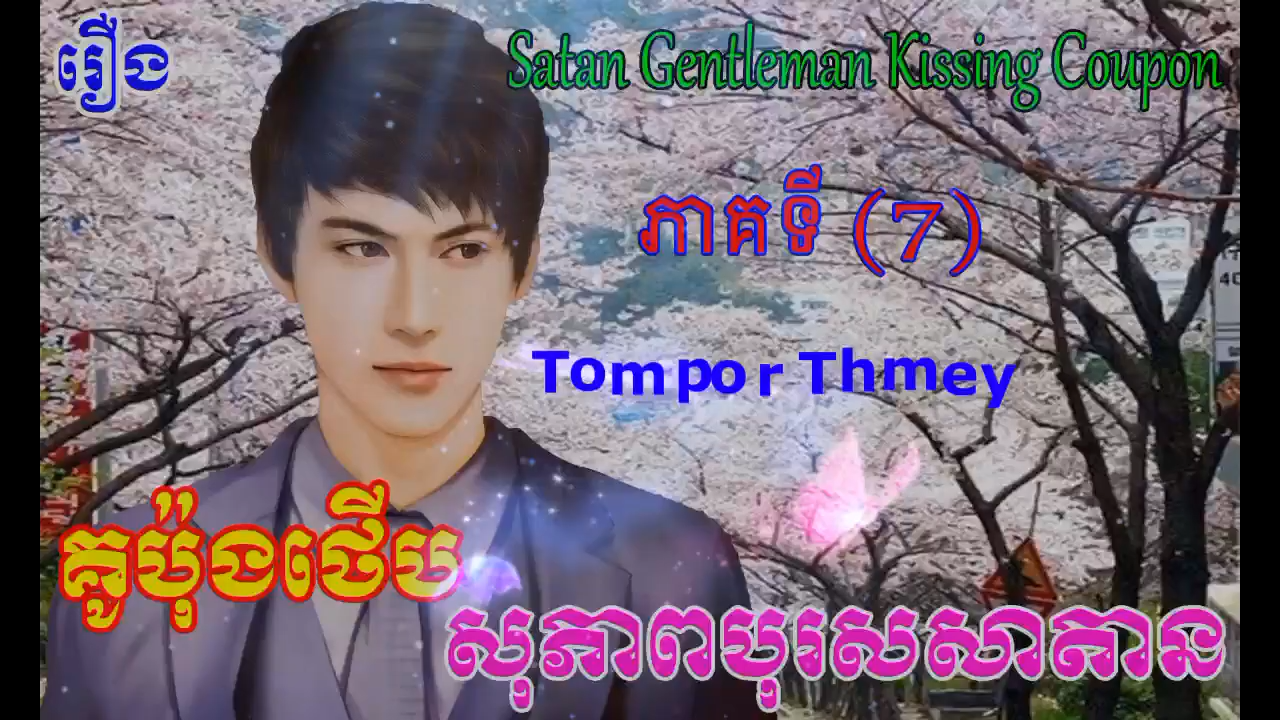 រឿង
Satan Gentleman Kissing Coupon
ភាគទី (7)
Tompor Thmey
គូប៉ុងថើប
សុភាពបុរសសាតាន